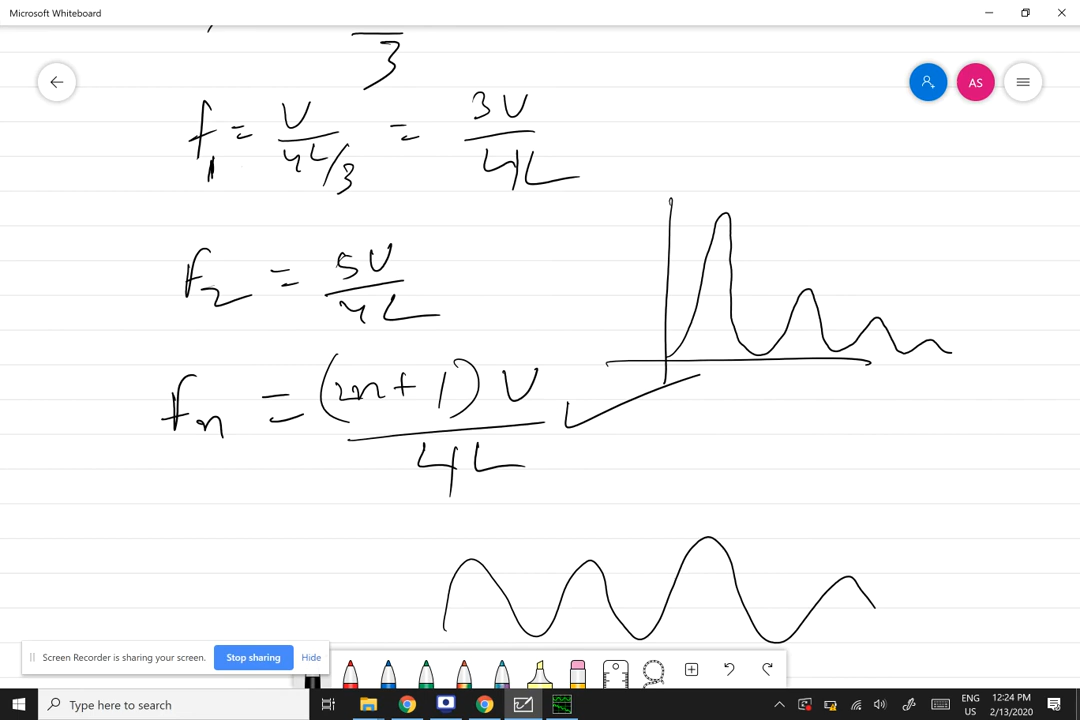 Microsoft Whiteboard
3
AS
f₁ = V / (4L/3) = 3V / 4L
f₂ = 5V / 4L
fₙ = (2n+1) V / 4L
Screen Recorder is sharing your screen.
Stop sharing
Hide
Type here to search
ENG
US
12:24 PM
2/13/2020